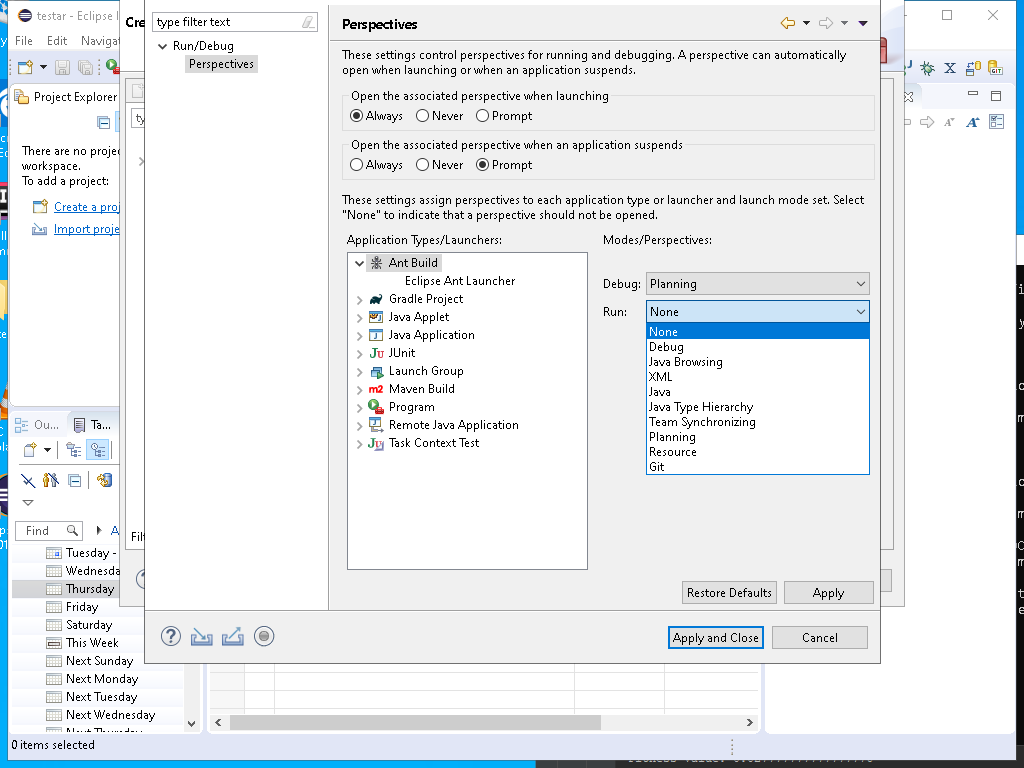 testar - Eclipse I
File Edit Navigat
Project Explorer
There are no proje
workspace.
To add a project:
Create a proj
Import proje
Ou...
Ta...
Find
A
Tuesday -
Wednesda
Thursday
Friday
Saturday
This Week
Next Sunday
Next Monday
Next Tuesday
Next Wednesday
Next Thursday
0 items selected
Cre
ty
Filt
type filter text
Run/Debug
Perspectives
Perspectives
These settings control perspectives for running and debugging. A perspective can automatically
open when launching or when an application suspends.
Open the associated perspective when launching
Always Never Prompt
Open the associated perspective when an application suspends
Always Never Prompt
These settings assign perspectives to each application type or launcher and launch mode set. Select
"None" to indicate that a perspective should not be opened.
Application Types/Launchers:
Ant Build
Eclipse Ant Launcher
Gradle Project
Java Applet
Java Application
JUnit
Launch Group
Maven Build
Program
Remote Java Application
Task Context Test
Modes/Perspectives:
Debug: Planning
Run: None
None
Debug
Java Browsing
XML
Java
Java Type Hierarchy
Team Synchronizing
Planning
Resource
Git
Restore Defaults
Apply
Apply and Close
Cancel